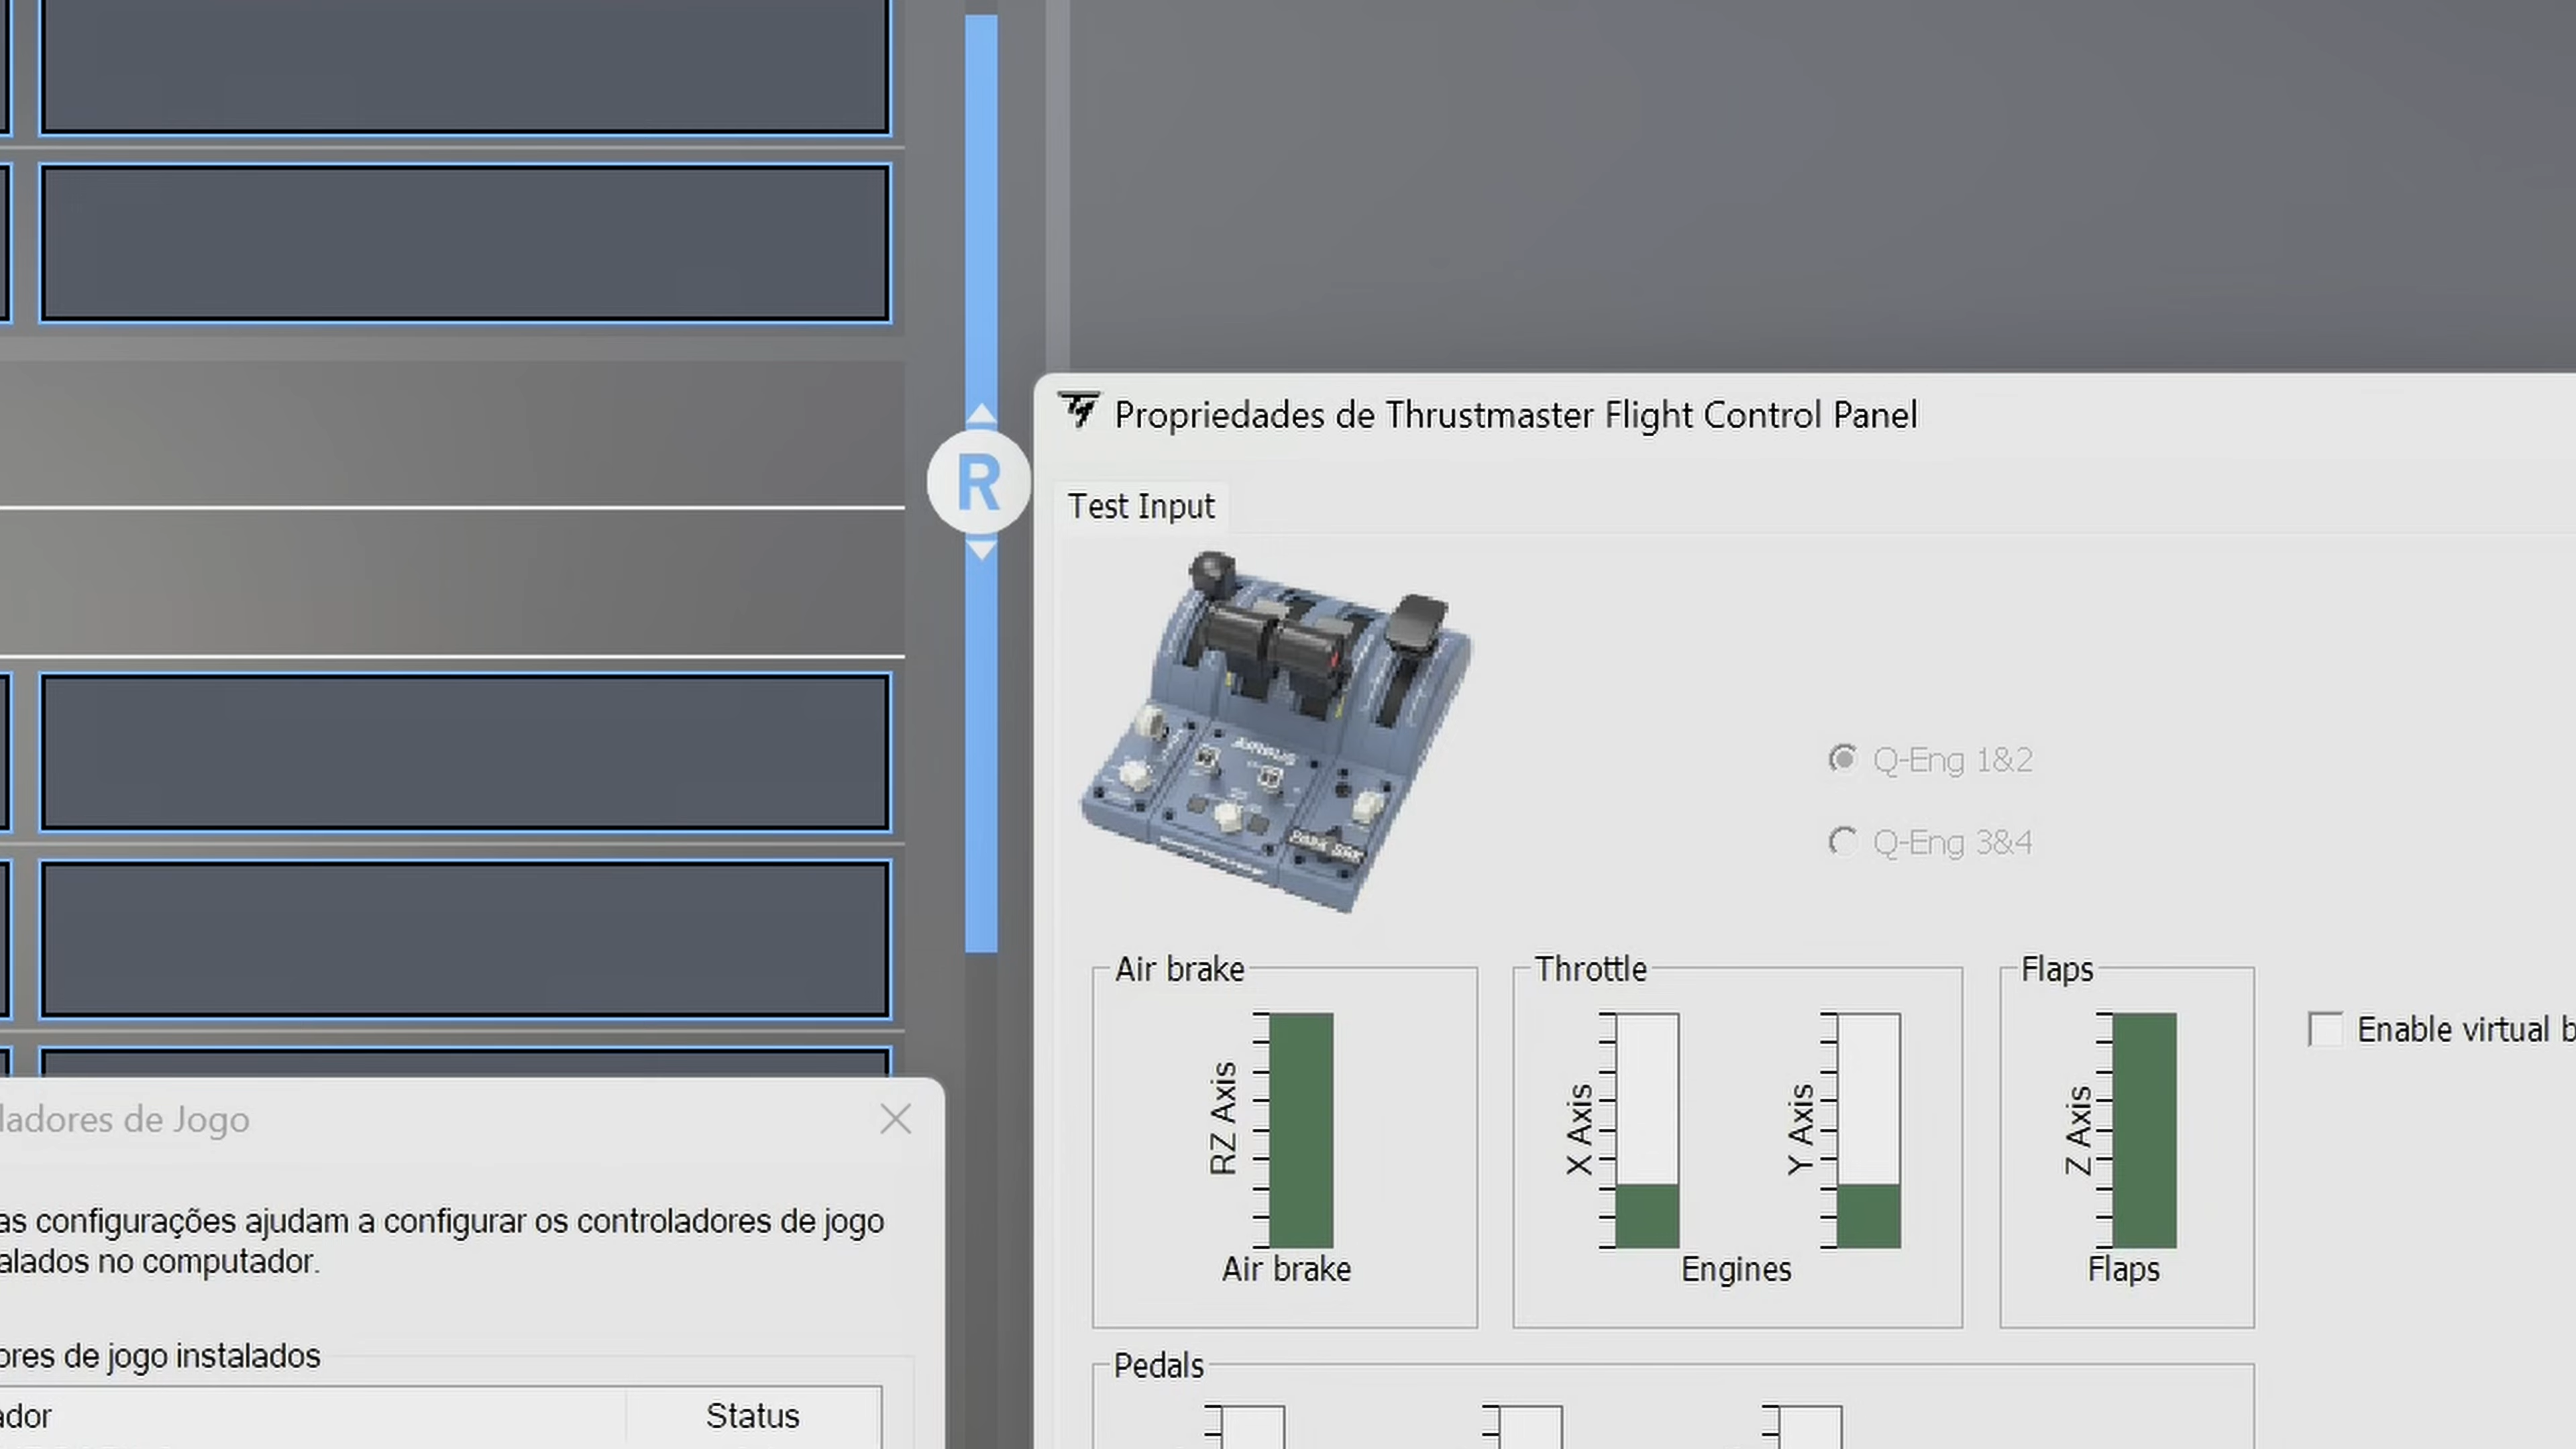 R
Propriedades de Thrustmaster Flight Control Panel
Test Input
Q-Eng 1&2
Q-Eng 3&4
Air brake
RZ Axis
Air brake
Throttle
X Axis
Y Axis
Engines
Flaps
Z Axis
Flaps
Enable virtual b
Pedals
ladores de Jogo
as configurações ajudam a configurar os controladores de jogo
alados no computador.
ores de jogo instalados
ador
Status